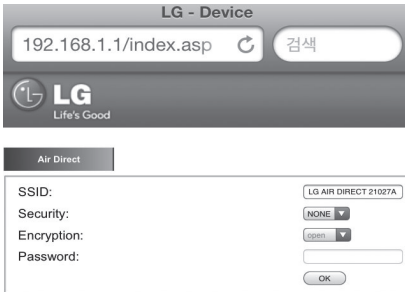 LG - Device
192.168.1.1/index.asp 검색
LG
Life's Good
Air Direct
SSID: LG AIR DIRECT 21027A
Security: NONE
Encryption: open
Password:
OK